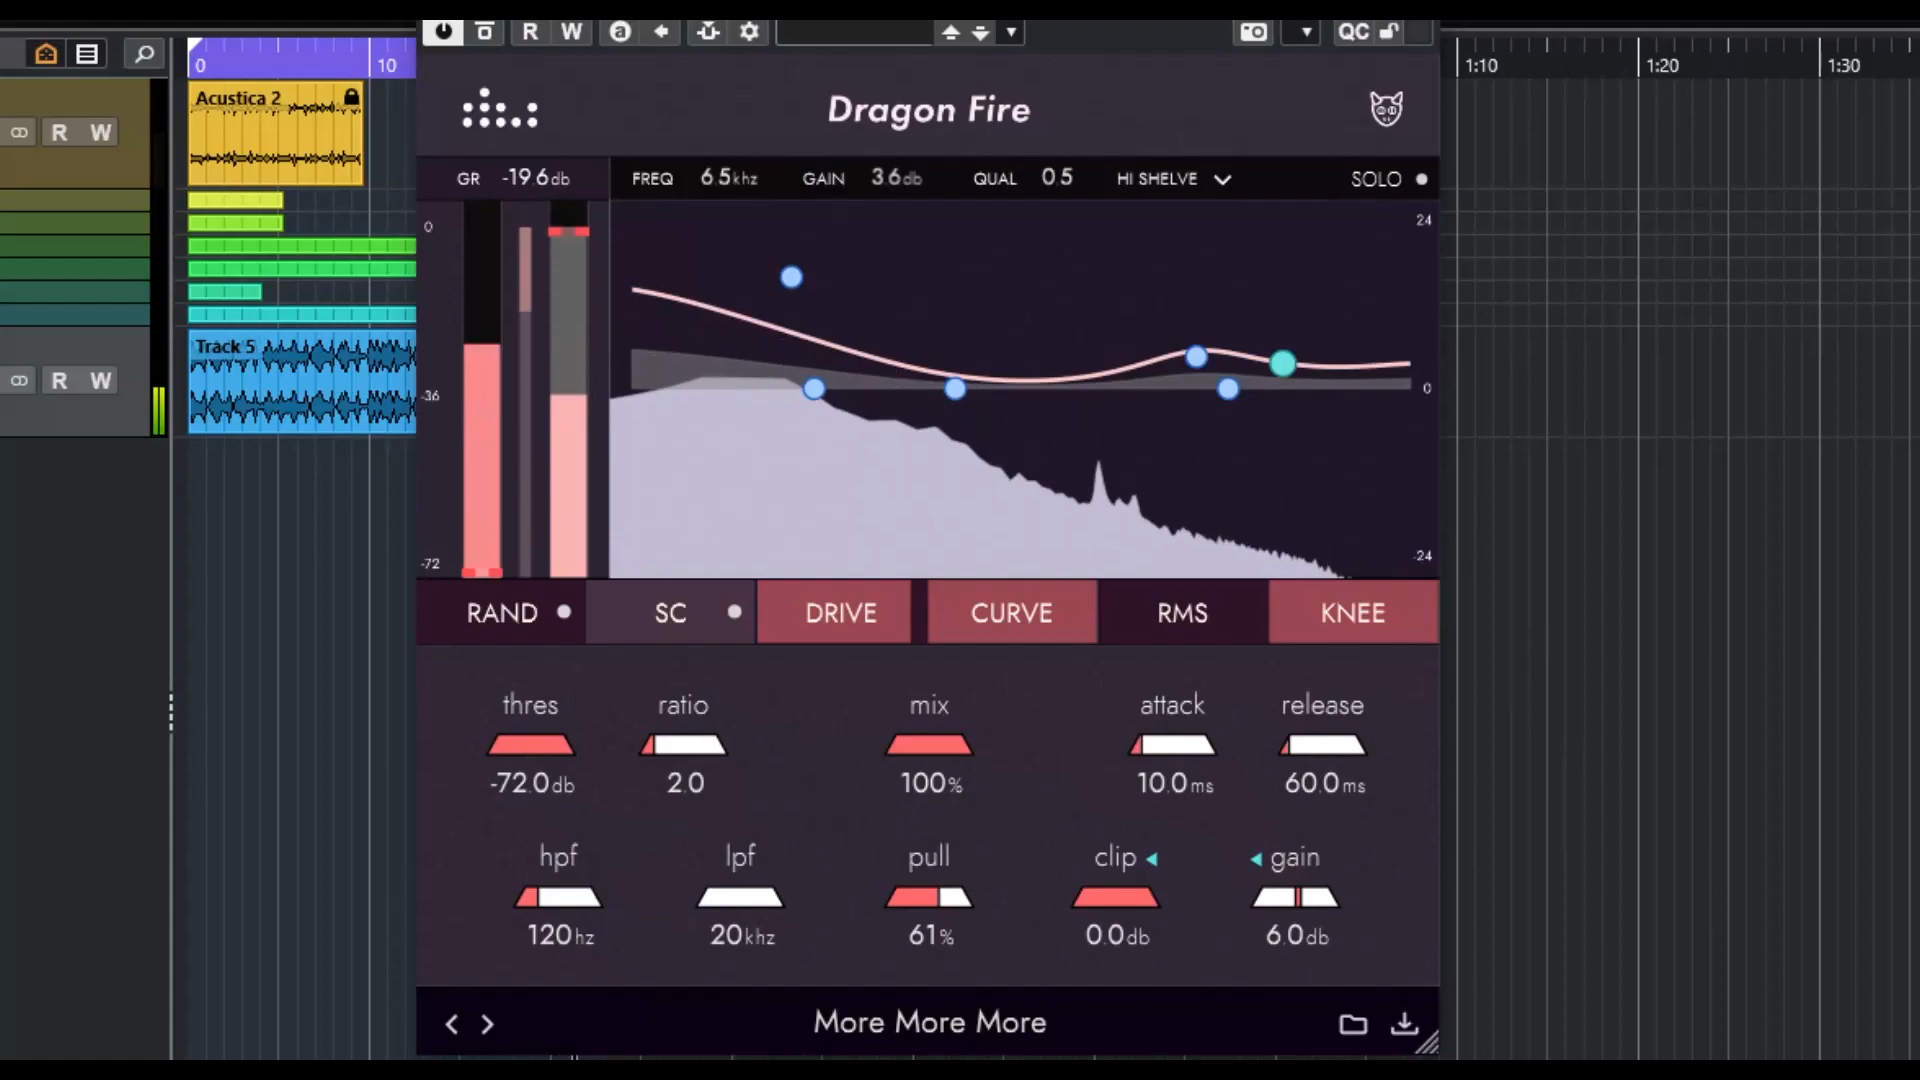 R W a QC
0 10 1:10 1:20 1:30
Acustica 2
R W
Track 5
R W
Dragon Fire
GR -19.6db FREQ 6.5khz GAIN 3.6db QUAL 0.5 HI SHELVE SOLO
0 24
-36 0
-72 -24
RAND SC DRIVE CURVE RMS KNEE
thres ratio mix attack release
-72.0db 2.0 100% 10.0ms 60.0ms
hpf lpf pull clip gain
120hz 20khz 61% 0.0db 6.0db
More More More